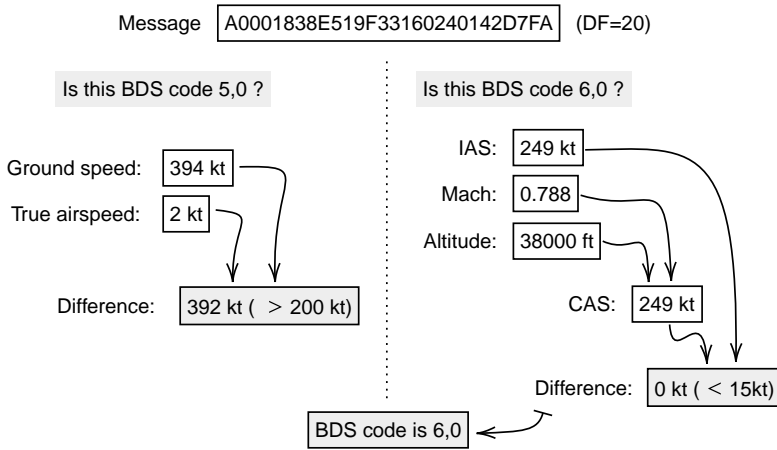 Message A0001838E519F33160240142D7FA (DF=20)
Is this BDS code 5,0 ?
Ground speed: 394 kt
True airspeed: 2 kt
Difference: 392 kt ( > 200 kt)
Is this BDS code 6,0 ?
IAS: 249 kt
Mach: 0.788
Altitude: 38000 ft
CAS: 249 kt
Difference: 0 kt ( < 15kt)
BDS code is 6,0